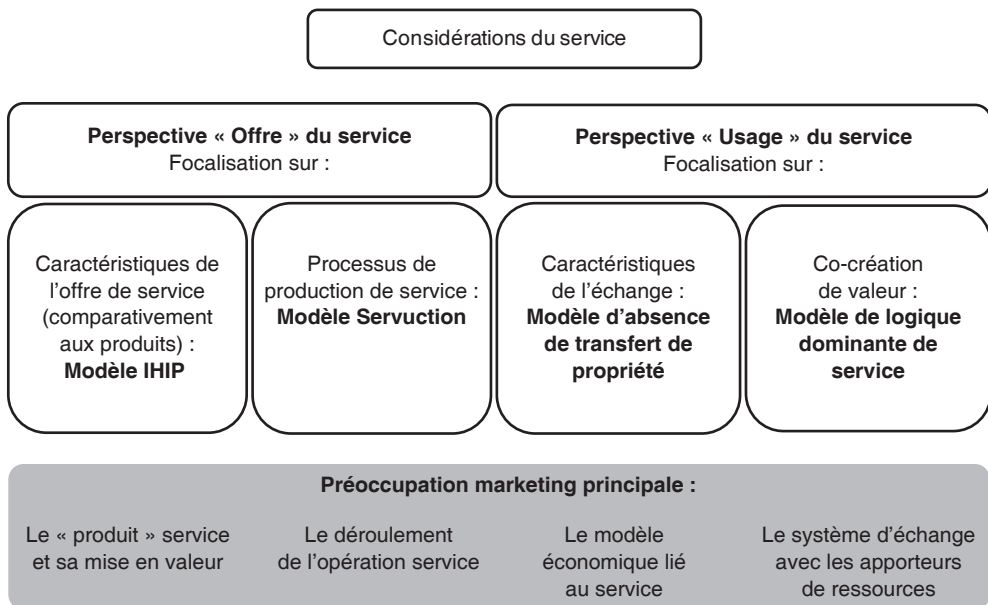 Considérations du service
Perspective « Offre » du service
Focalisation sur :
Perspective « Usage » du service
Focalisation sur :
Caractéristiques de
l'offre de service
(comparativement
aux produits) :
Modèle IHIP
Processus de
production de service :
Modèle Servuction
Caractéristiques
de l'échange :
Modèle d'absence
de transfert de
propriété
Co-création
de valeur :
Modèle de logique
dominante de
service
Préoccupation marketing principale :
Le « produit » service
et sa mise en valeur
Le déroulement
de l'opération service
Le modèle
économique lié
au service
Le système d'échange
avec les apporteurs
de ressources